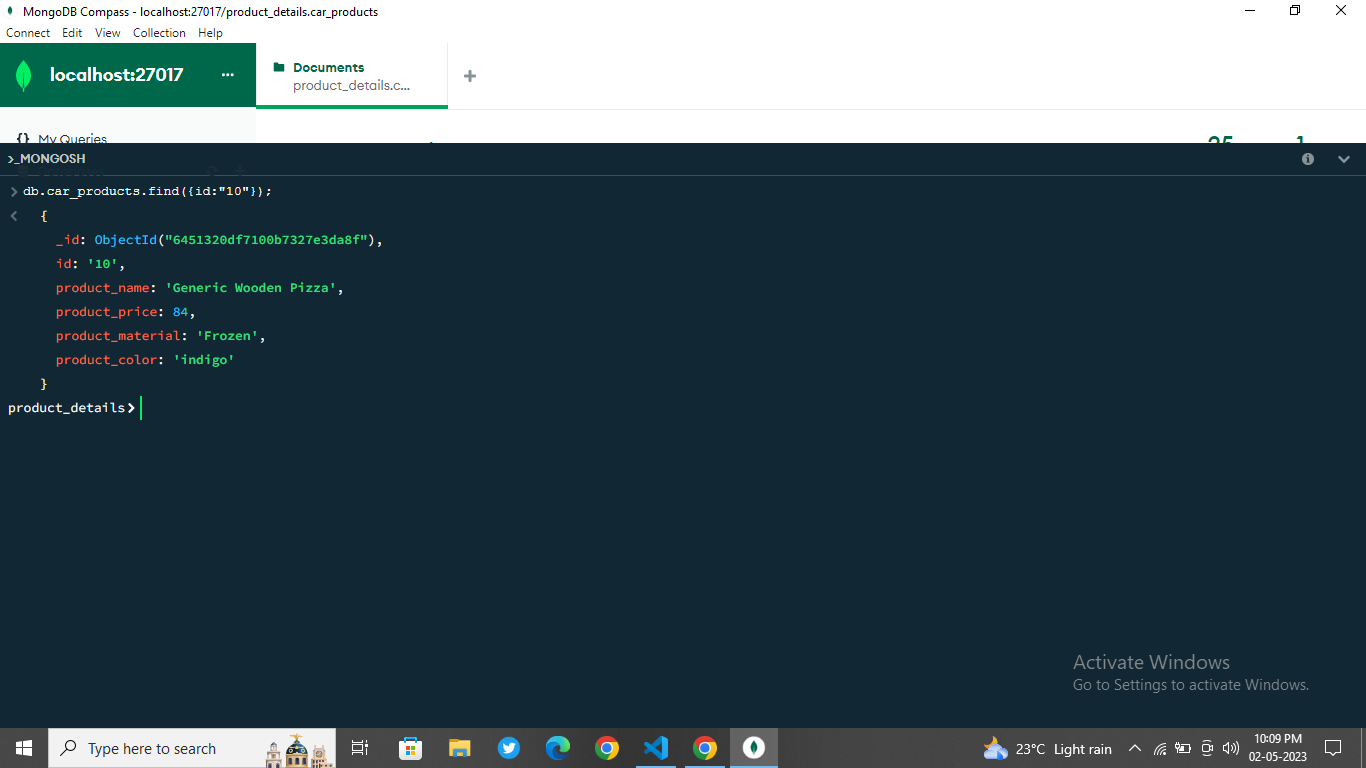 MongoDB Compass - localhost:27017/product_details.car_products
Connect Edit View Collection Help
localhost:27017 ...
Documents
product_details.c...
{} My Queries
25 1
>_MONGOSH
> db.car_products.find({id:"10"});
< {
_id: ObjectId("6451320df7100b7327e3da8f"),
id: '10',
product_name: 'Generic Wooden Pizza',
product_price: 84,
product_material: 'Frozen',
product_color: 'indigo'
}
product_details>
Activate Windows
Go to Settings to activate Windows.
Type here to search
23°C Light rain
10:09 PM
02-05-2023